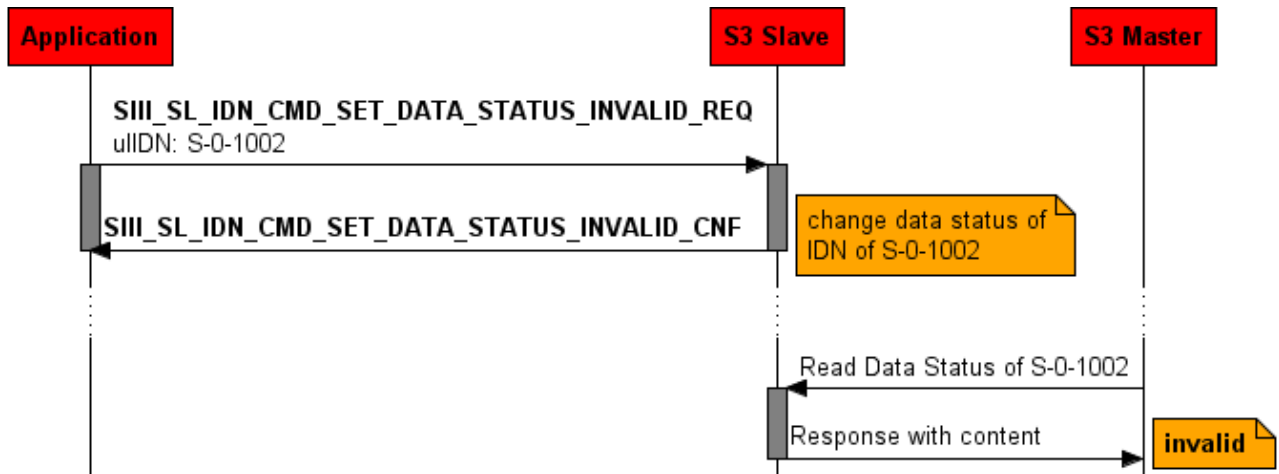 Application
S3 Slave
S3 Master
SIII_SL_IDN_CMD_SET_DATA_STATUS_INVALID_REQ
ulIDN: S-0-1002
SIII_SL_IDN_CMD_SET_DATA_STATUS_INVALID_CNF
change data status of
IDN of S-0-1002
Read Data Status of S-0-1002
Response with content
invalid